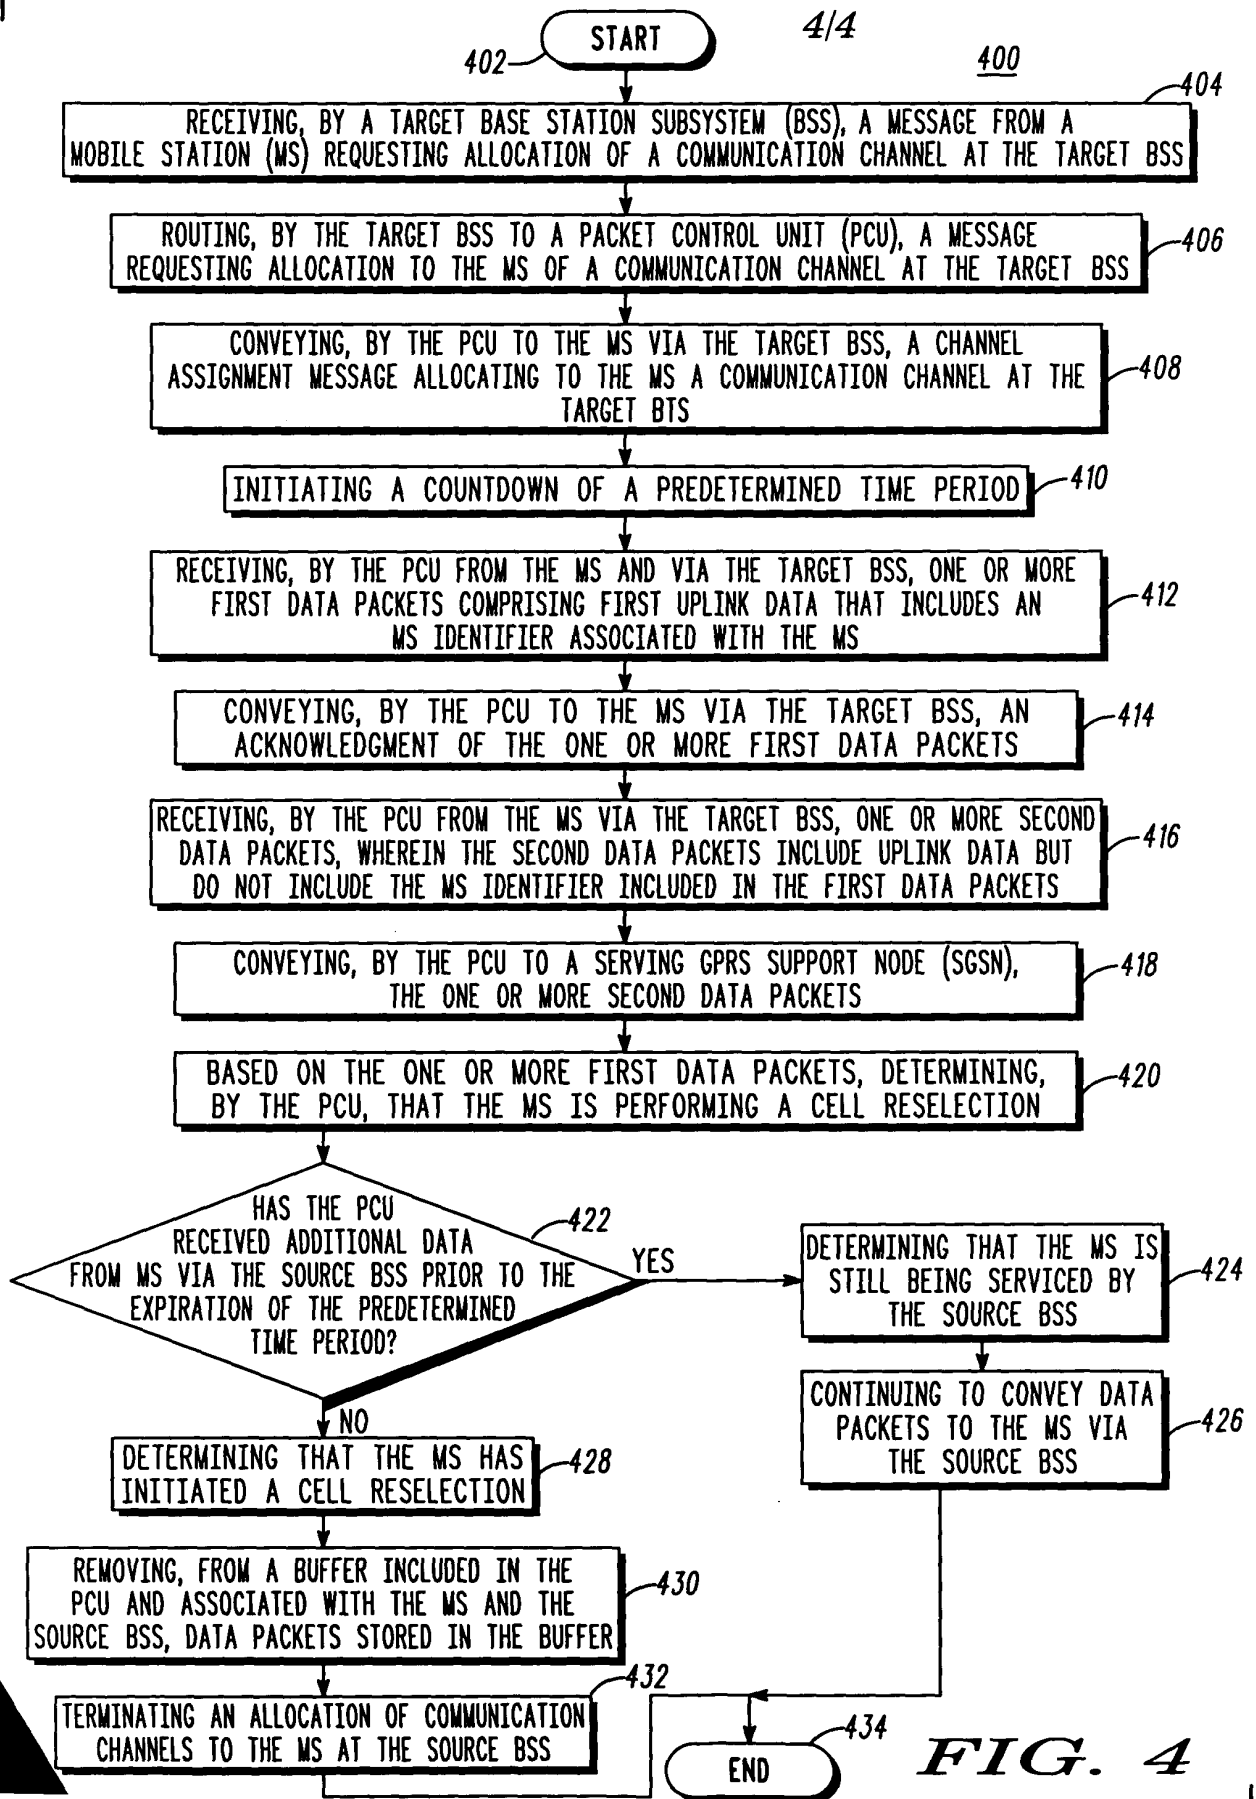 START
4/4
402
400
404
RECEIVING, BY A TARGET BASE STATION SUBSYSTEM (BSS), A MESSAGE FROM A
MOBILE STATION (MS) REQUESTING ALLOCATION OF A COMMUNICATION CHANNEL AT THE TARGET BSS
ROUTING, BY THE TARGET BSS TO A PACKET CONTROL UNIT (PCU), A MESSAGE
REQUESTING ALLOCATION TO THE MS OF A COMMUNICATION CHANNEL AT THE TARGET BSS
406
CONVEYING, BY THE PCU TO THE MS VIA THE TARGET BSS, A CHANNEL
ASSIGNMENT MESSAGE ALLOCATING TO THE MS A COMMUNICATION CHANNEL AT THE
TARGET BTS
408
INITIATING A COUNTDOWN OF A PREDETERMINED TIME PERIOD
410
RECEIVING, BY THE PCU FROM THE MS AND VIA THE TARGET BSS, ONE OR MORE
FIRST DATA PACKETS COMPRISING FIRST UPLINK DATA THAT INCLUDES AN
MS IDENTIFIER ASSOCIATED WITH THE MS
412
CONVEYING, BY THE PCU TO THE MS VIA THE TARGET BSS, AN
ACKNOWLEDGMENT OF THE ONE OR MORE FIRST DATA PACKETS
414
RECEIVING, BY THE PCU FROM THE MS VIA THE TARGET BSS, ONE OR MORE SECOND
DATA PACKETS, WHEREIN THE SECOND DATA PACKETS INCLUDE UPLINK DATA BUT
DO NOT INCLUDE THE MS IDENTIFIER INCLUDED IN THE FIRST DATA PACKETS
416
CONVEYING, BY THE PCU TO A SERVING GPRS SUPPORT NODE (SGSN),
THE ONE OR MORE SECOND DATA PACKETS
418
BASED ON THE ONE OR MORE FIRST DATA PACKETS, DETERMINING,
BY THE PCU, THAT THE MS IS PERFORMING A CELL RESELECTION
420
HAS THE PCU
RECEIVED ADDITIONAL DATA
FROM MS VIA THE SOURCE BSS PRIOR TO THE
EXPIRATION OF THE PREDETERMINED
TIME PERIOD?
422
YES
DETERMINING THAT THE MS IS
STILL BEING SERVICED BY
THE SOURCE BSS
424
CONTINUING TO CONVEY DATA
PACKETS TO THE MS VIA
THE SOURCE BSS
426
NO
DETERMINING THAT THE MS HAS
INITIATED A CELL RESELECTION
428
REMOVING, FROM A BUFFER INCLUDED IN THE
PCU AND ASSOCIATED WITH THE MS AND THE
SOURCE BSS, DATA PACKETS STORED IN THE BUFFER
430
432
TERMINATING AN ALLOCATION OF COMMUNICATION
CHANNELS TO THE MS AT THE SOURCE BSS
434
END
FIG. 4